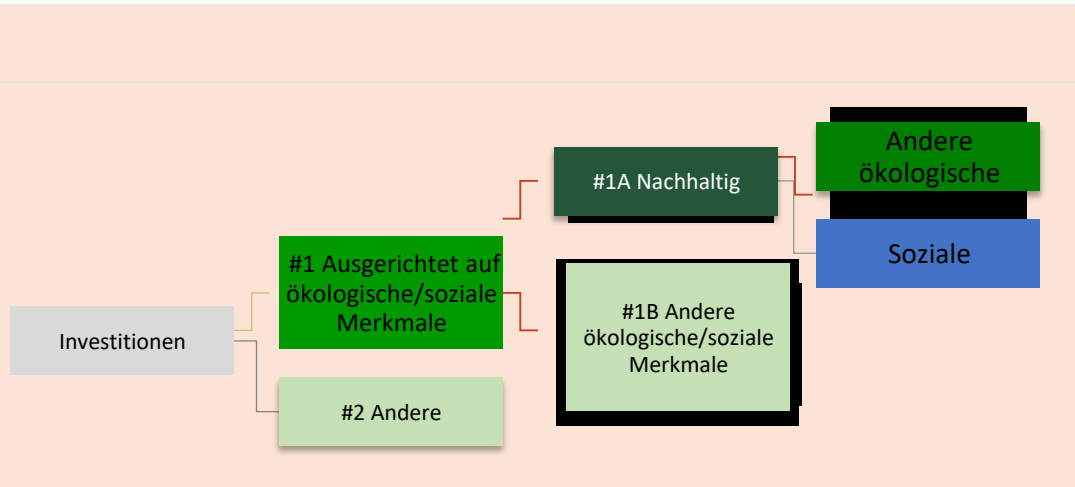 Investitionen
#1 Ausgerichtet auf
ökologische/soziale
Merkmale
#2 Andere
#1A Nachhaltig
#1B Andere
ökologische/soziale
Merkmale
Andere
ökologische
Soziale